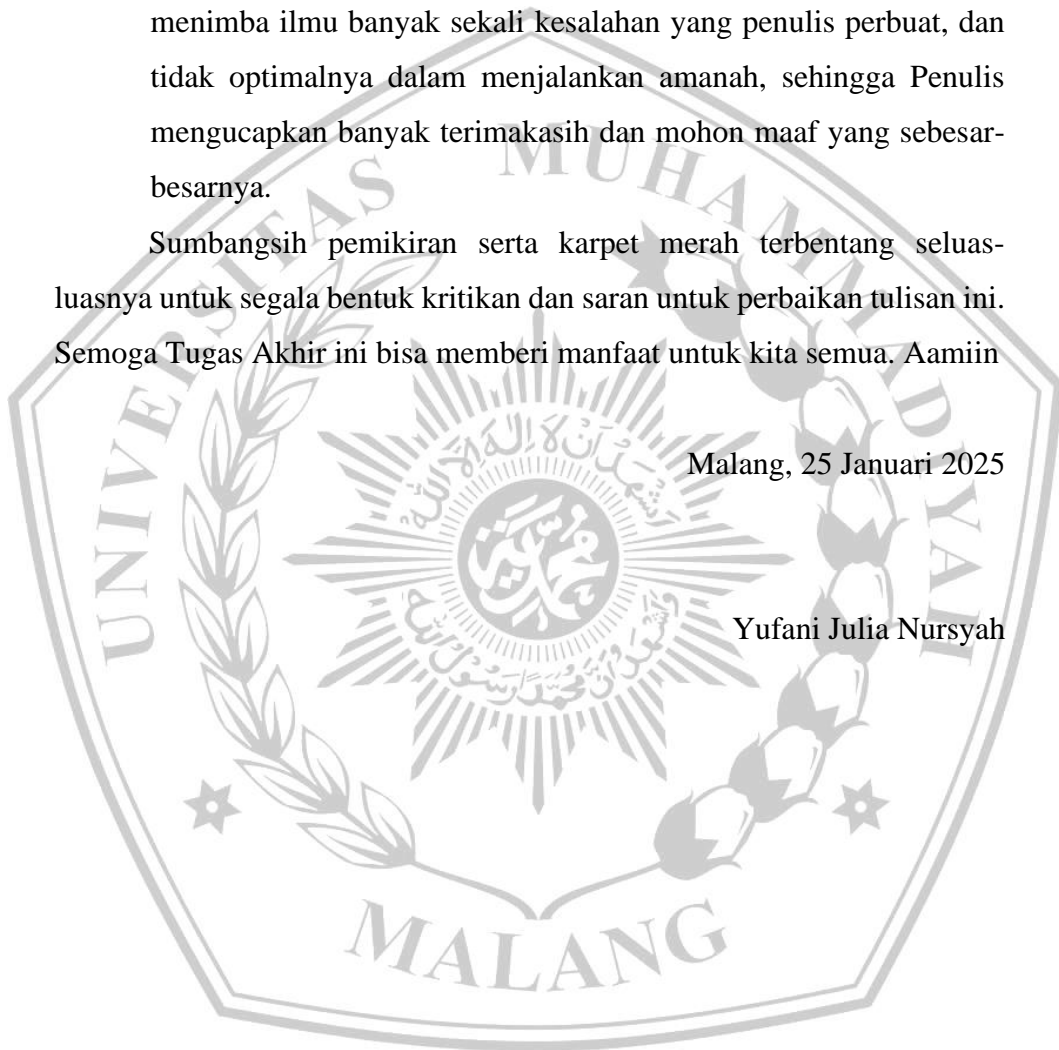 menimba ilmu banyak sekali kesalahan yang penulis perbuat, dan
tidak optimalnya dalam menjalankan amanah, sehingga Penulis
mengucapkan banyak terimakasih dan mohon maaf yang sebesar-
besarnya.
Sumbangsih pemikiran serta karpet merah terbentang seluas-
luasnya untuk segala bentuk kritikan dan saran untuk perbaikan tulisan ini.
Semoga Tugas Akhir ini bisa memberi manfaat untuk kita semua. Aamiin
Malang, 25 Januari 2025
Yufani Julia Nursyah
UNIVERSITAS MUHAMMADIYAH
MALANG